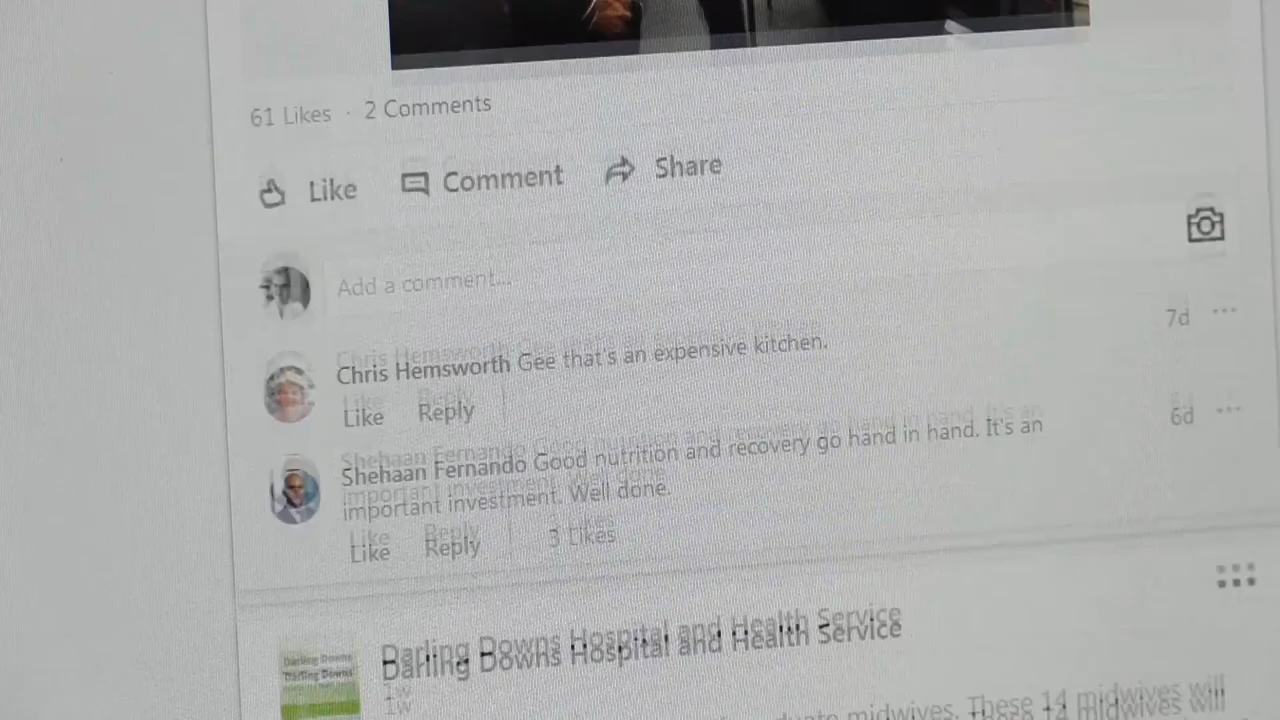 61 Likes · 2 Comments
Like Comment Share
Add a comment...
Chris Hemsworth Gee that's an expensive kitchen. 7d
Like Reply
Shehaan Fernando Good nutrition and recovery go hand in hand. It's an 6d
important investment. Well done.
Like Reply 3 Likes
Darling Downs Hospital and Health Service
Darling Downs
1w
midwives. These 14 midwives will